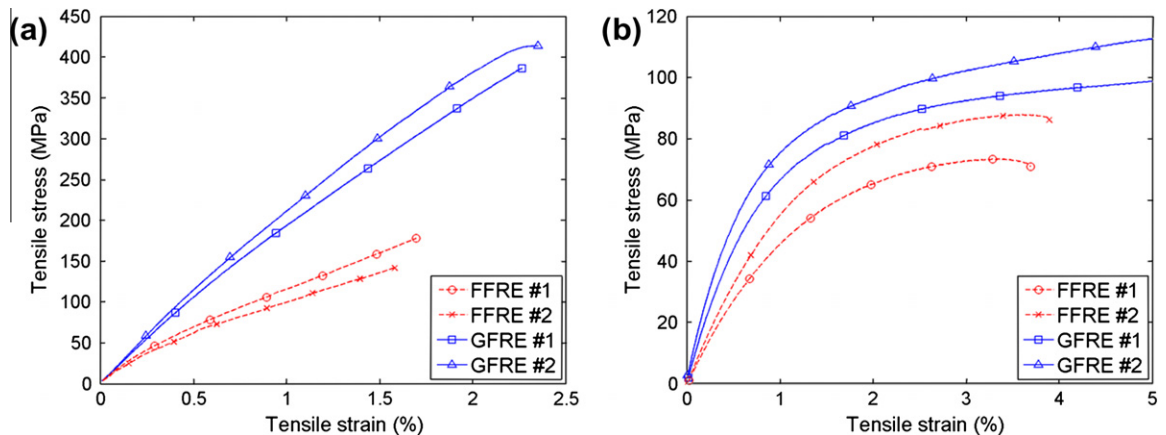 (a)
Tensile stress (MPa)
450
400
350
300
250
200
150
100
50
0
0 0.5 1 1.5 2 2.5
Tensile strain (%)
FFRE #1
FFRE #2
GFRE #1
GFRE #2
(b)
Tensile stress (MPa)
120
100
80
60
40
20
0
0 1 2 3 4 5
Tensile strain (%)
FFRE #1
FFRE #2
GFRE #1
GFRE #2